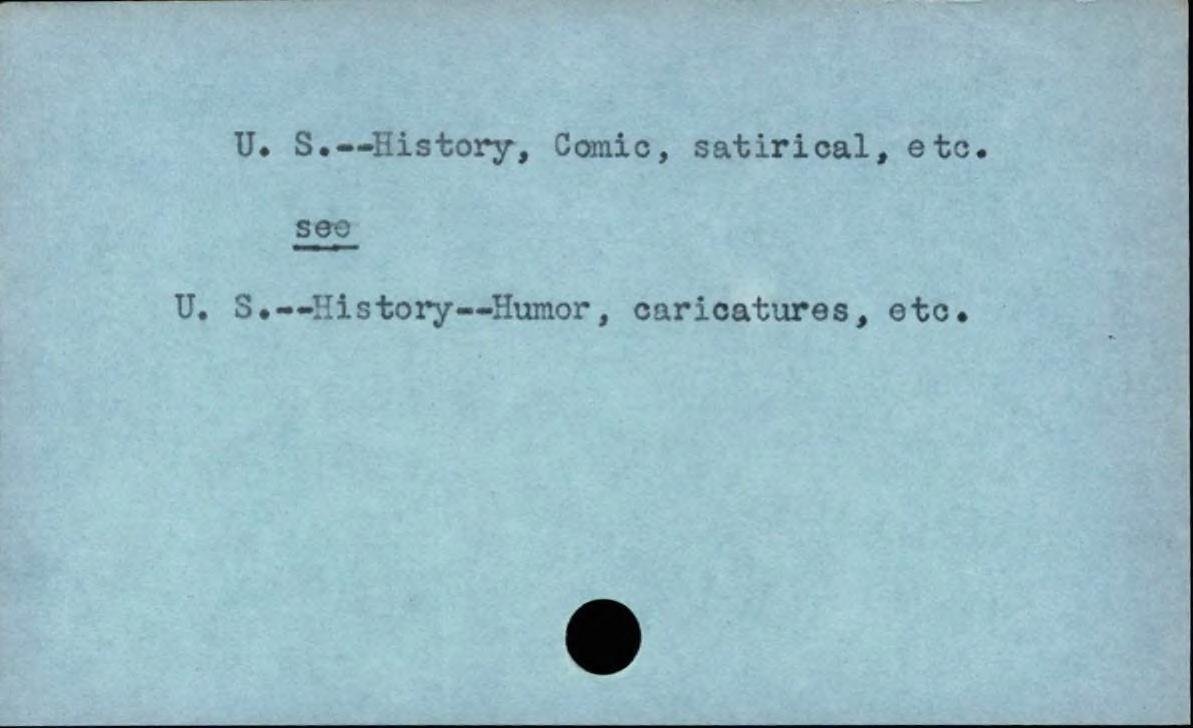 U. S.--History, Comic, satirical, etc.
see
U. S.--History--Humor, caricatures, etc.